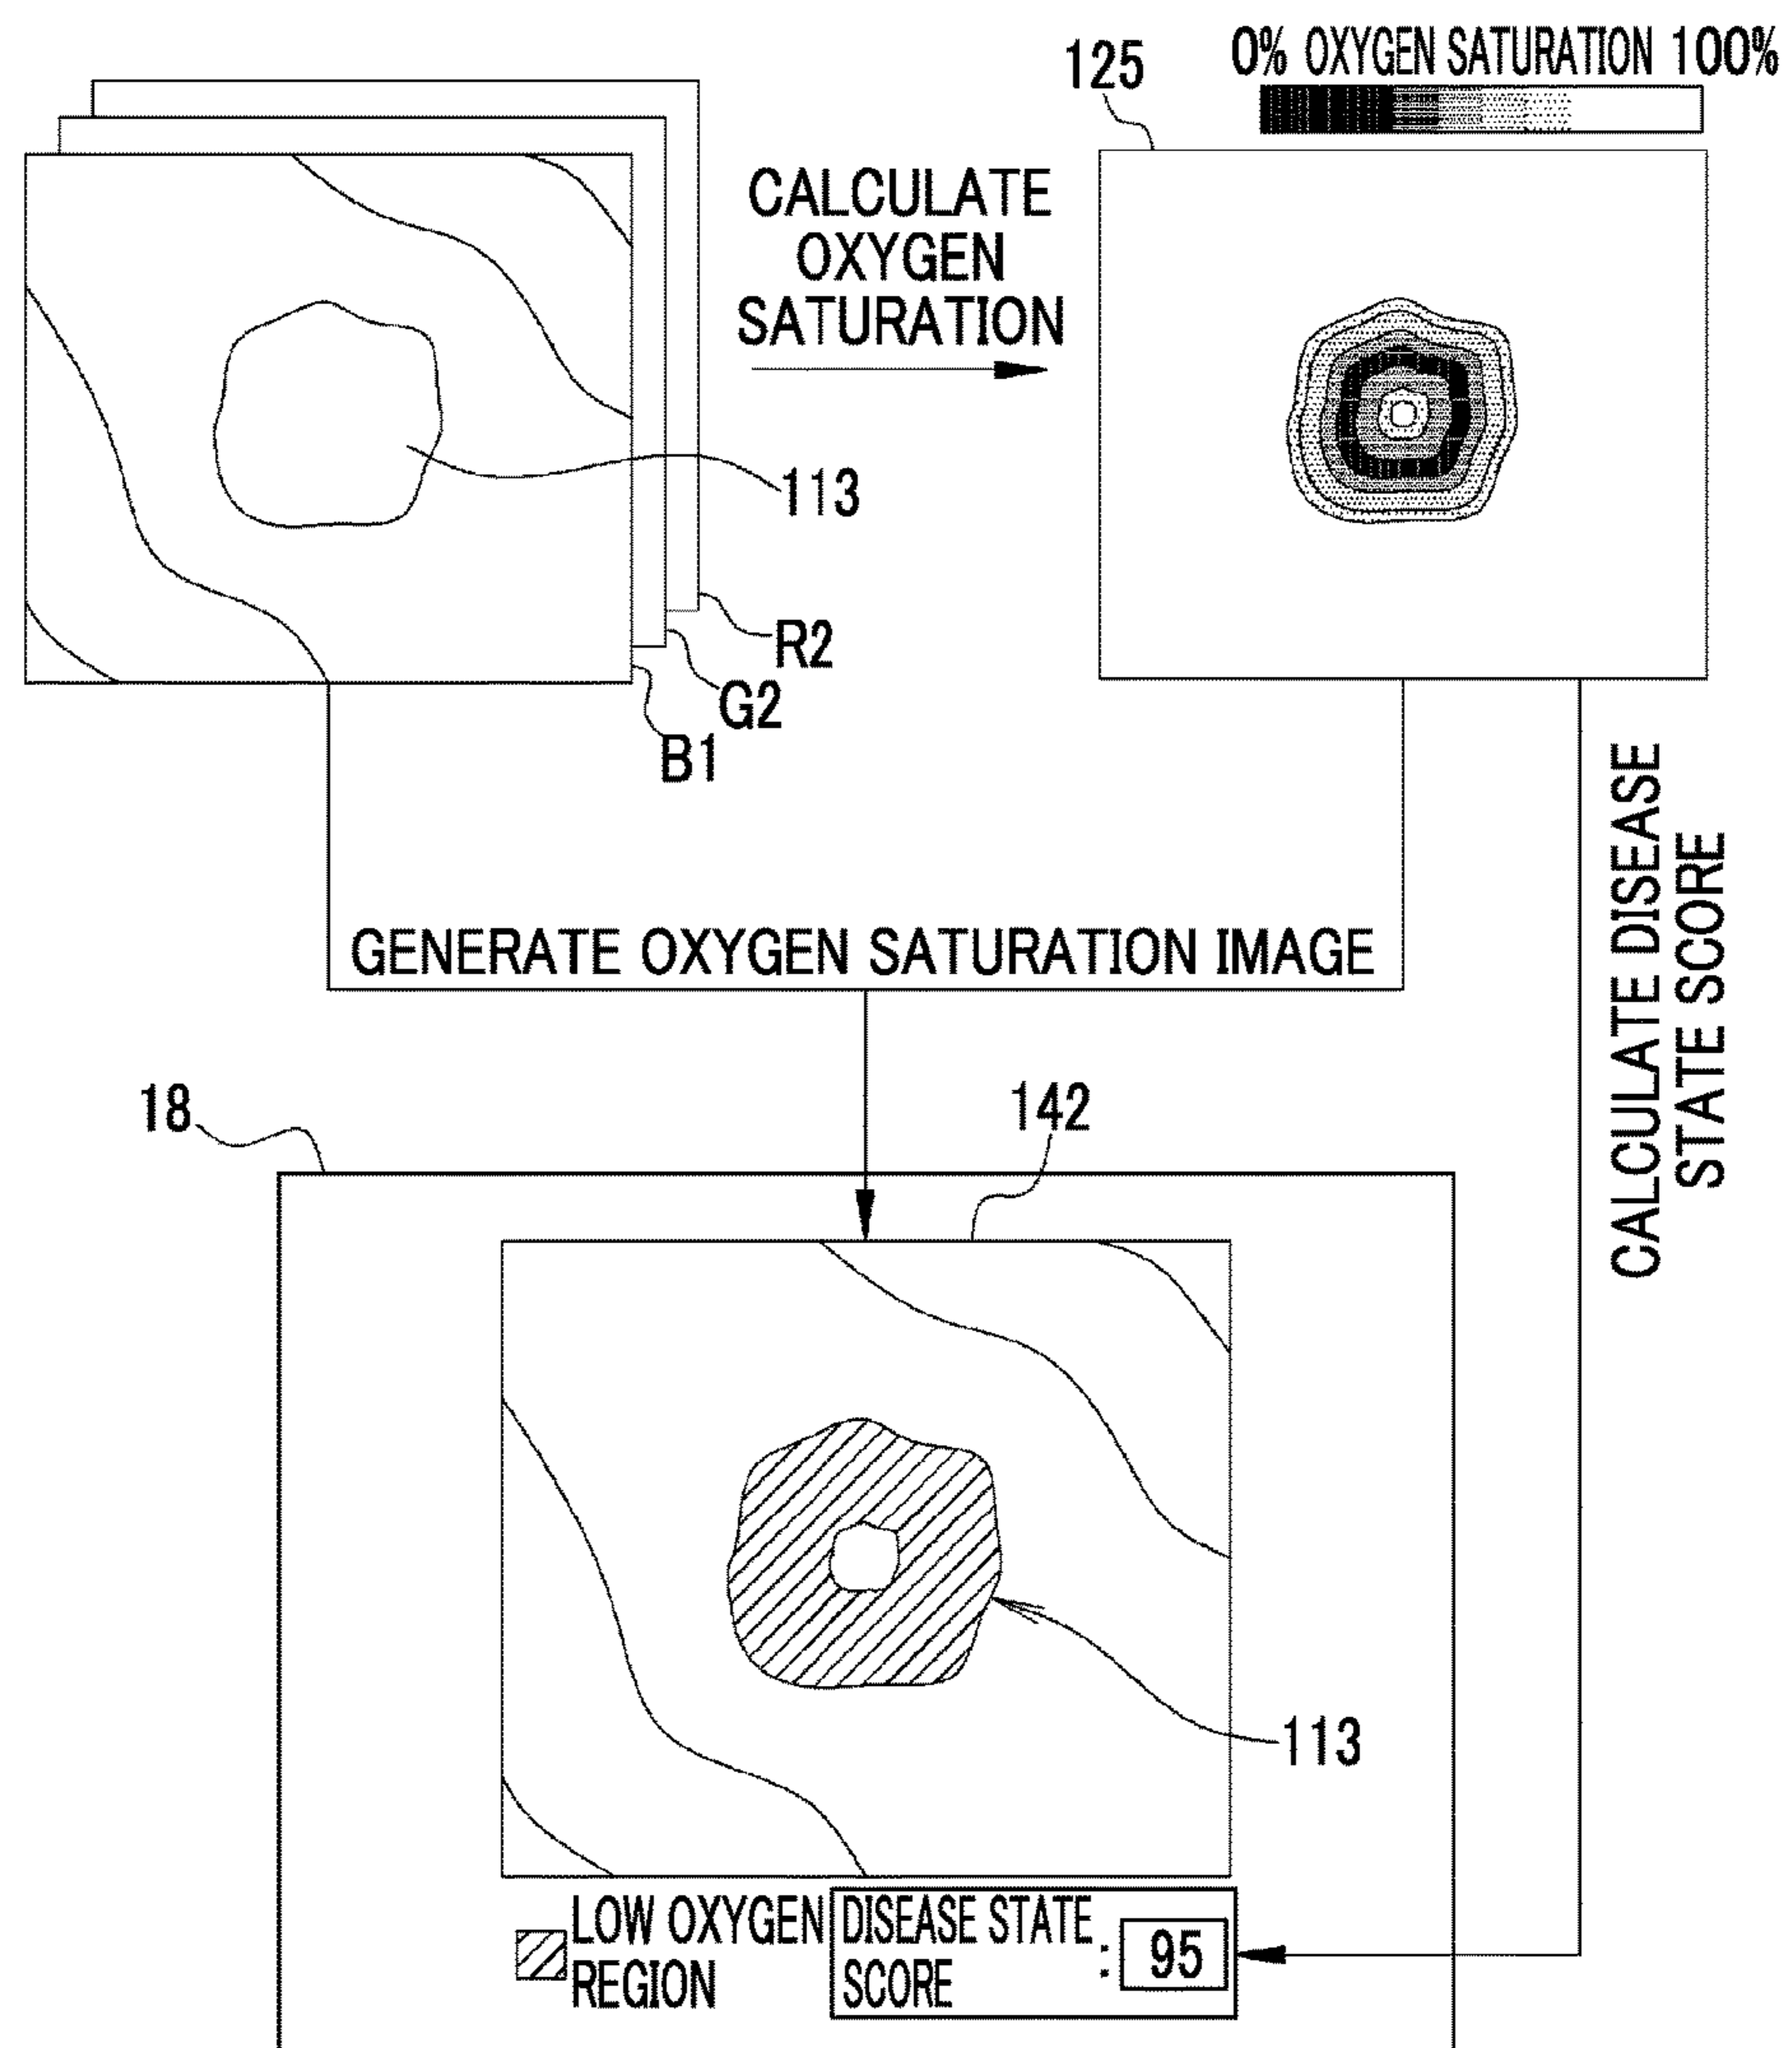 125
0% OXYGEN SATURATION 100%
CALCULATE
OXYGEN
SATURATION
113
R2
G2
B1
CALCULATE DISEASE
STATE SCORE
GENERATE OXYGEN SATURATION IMAGE
18
142
113
LOW OXYGEN
REGION
DISEASE STATE
SCORE
: 95